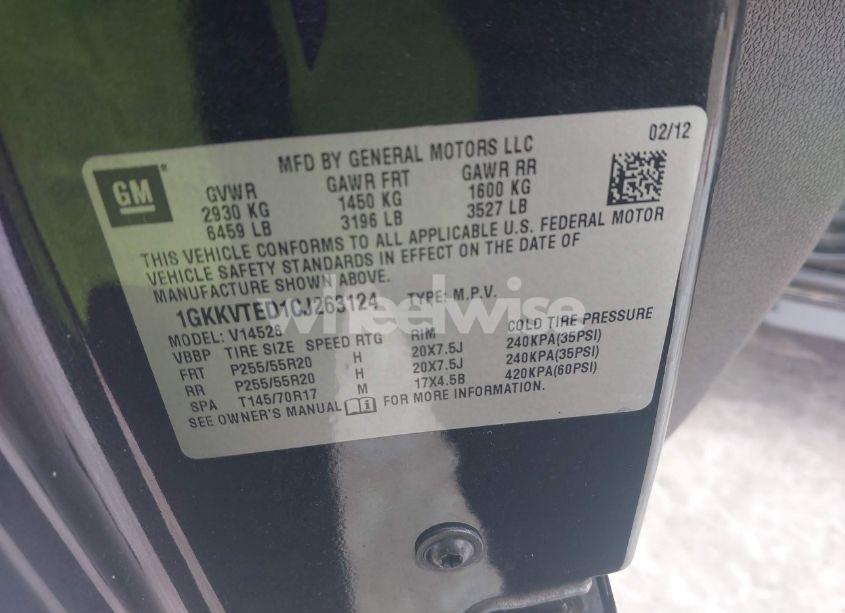 02/12
MFD BY GENERAL MOTORS LLC
GM
GVWR GAWR FRT GAWR RR
2930 KG 1450 KG 1600 KG
6459 LB 3196 LB 3527 LB
THIS VEHICLE CONFORMS TO ALL APPLICABLE U.S. FEDERAL MOTOR
VEHICLE SAFETY STANDARDS IN EFFECT ON THE DATE OF
MANUFACTURE SHOWN ABOVE.
1GKKVTED1CJ263124 TYPE: M.P.V.
MODEL: V14526
VBBP TIRE SIZE SPEED RTG RIM COLD TIRE PRESSURE
FRT P255/55R20 H 20X7.5J 240KPA(35PSI)
RR P255/55R20 H 20X7.5J 240KPA(35PSI)
SPA T145/70R17 M 17X4.5B 420KPA(60PSI)
SEE OWNER'S MANUAL FOR MORE INFORMATION.
wheelwise